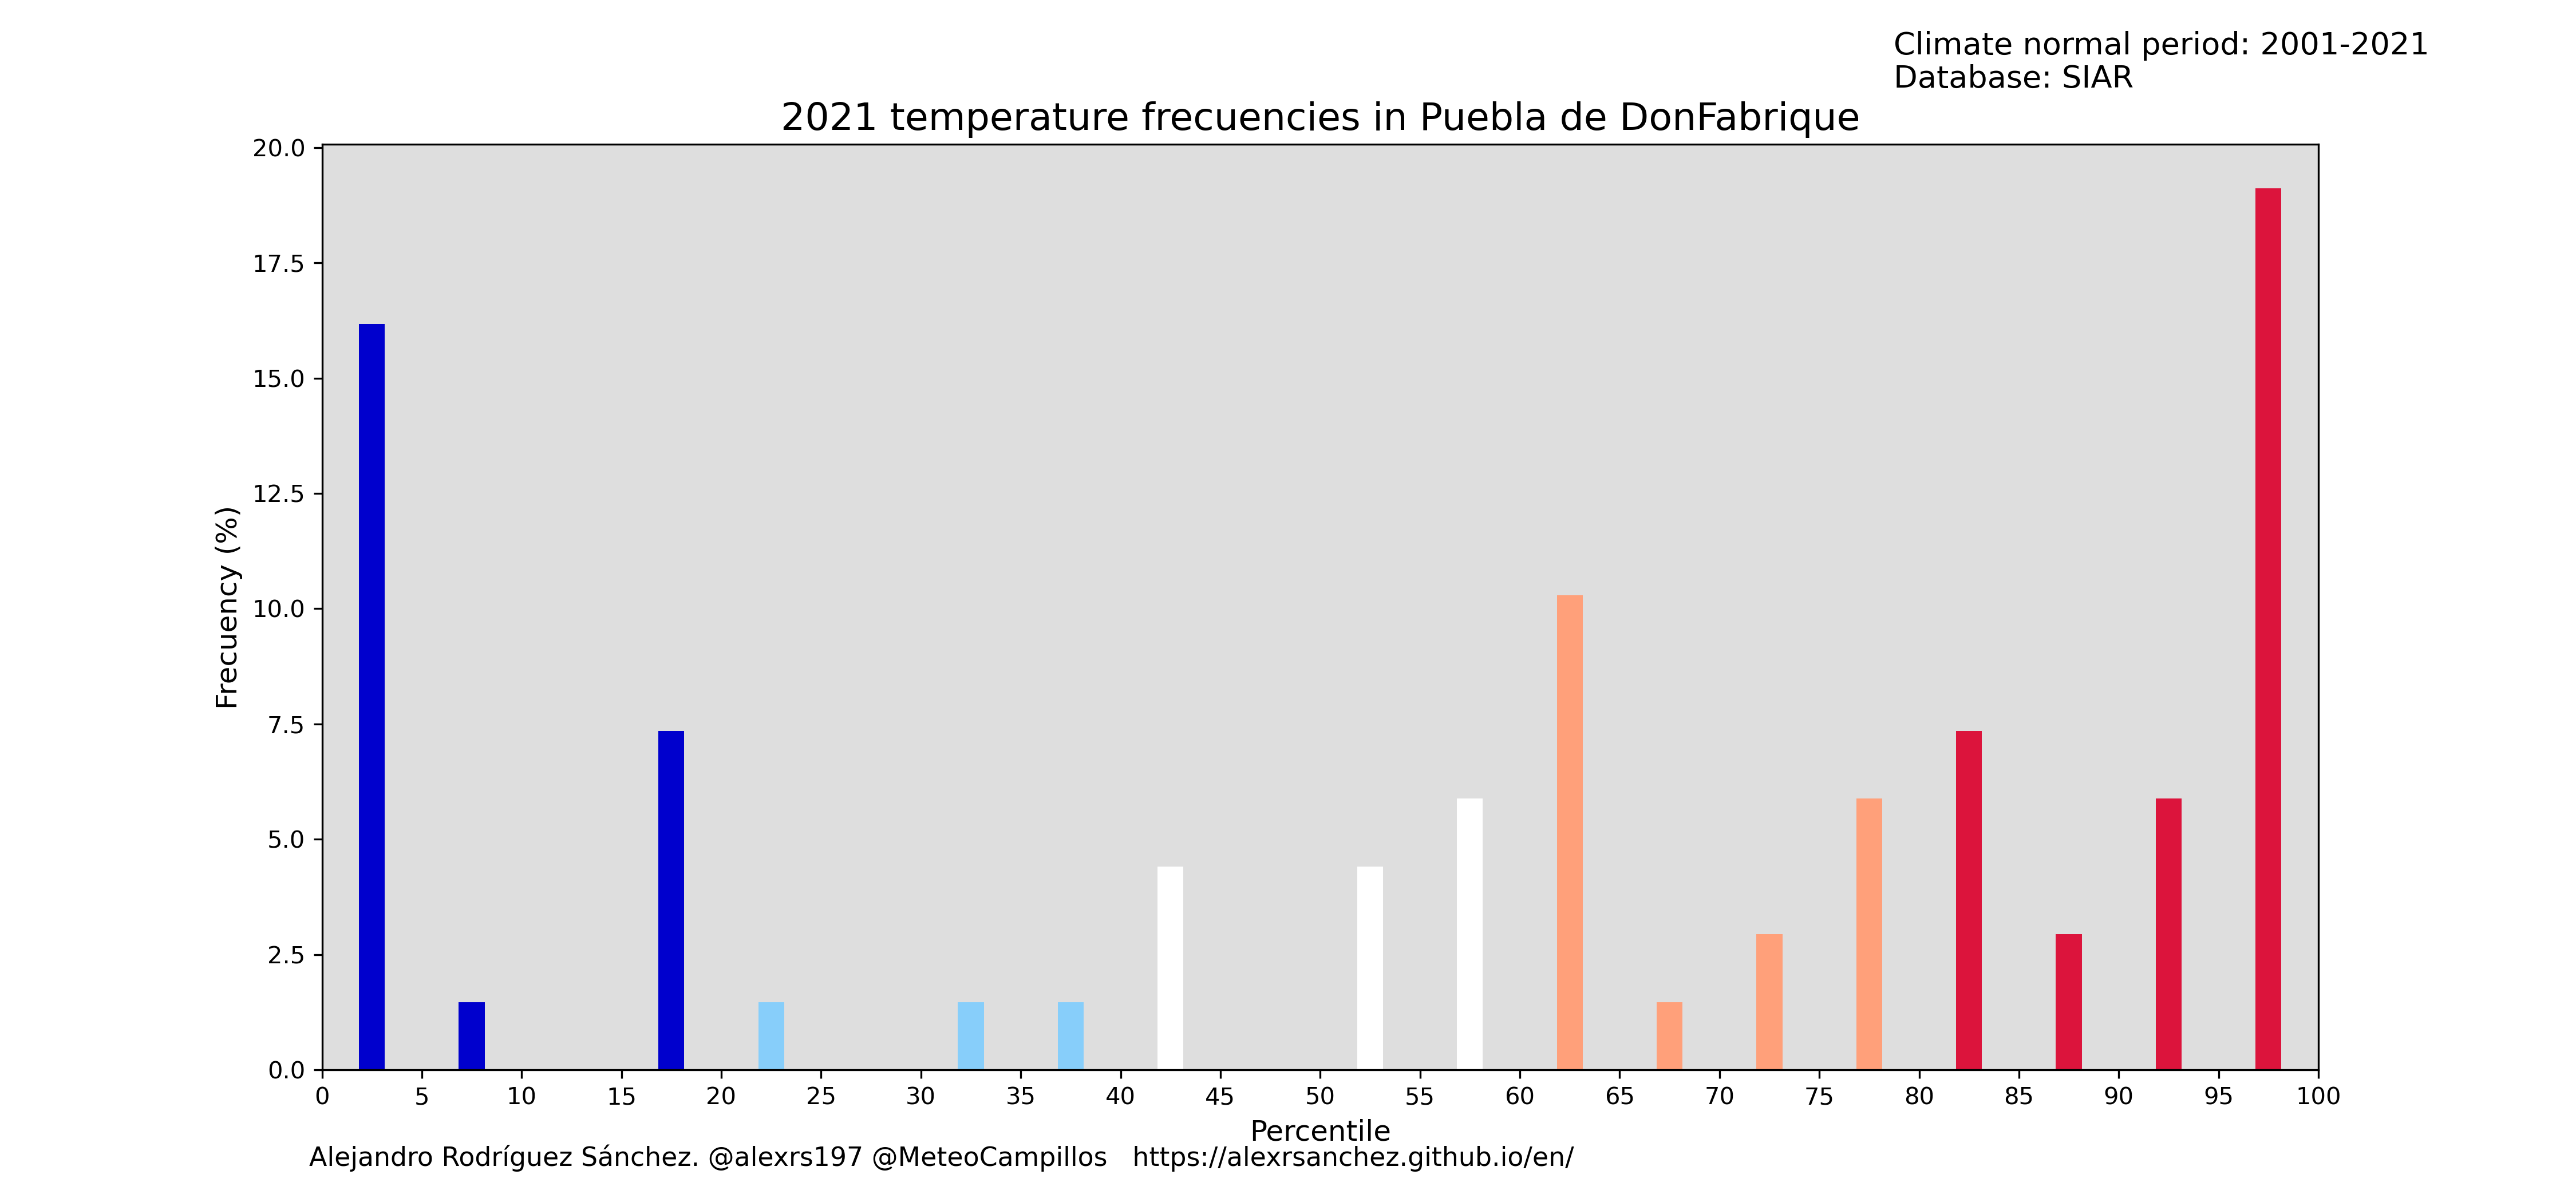 Climate normal period: 2001-2021
Database: SIAR
2021 temperature frecuencies in Puebla de DonFabrique
20.0
17.5
15.0
12.5
10.0
7.5
5.0
2.5
0.0
Frecuency (%)
0 5 10 15 20 25 30 35 40 45 50 55 60 65 70 75 80 85 90 95 100
Percentile
Alejandro Rodríguez Sánchez. @alexrs197 @MeteoCampillos https://alexrsanchez.github.io/en/